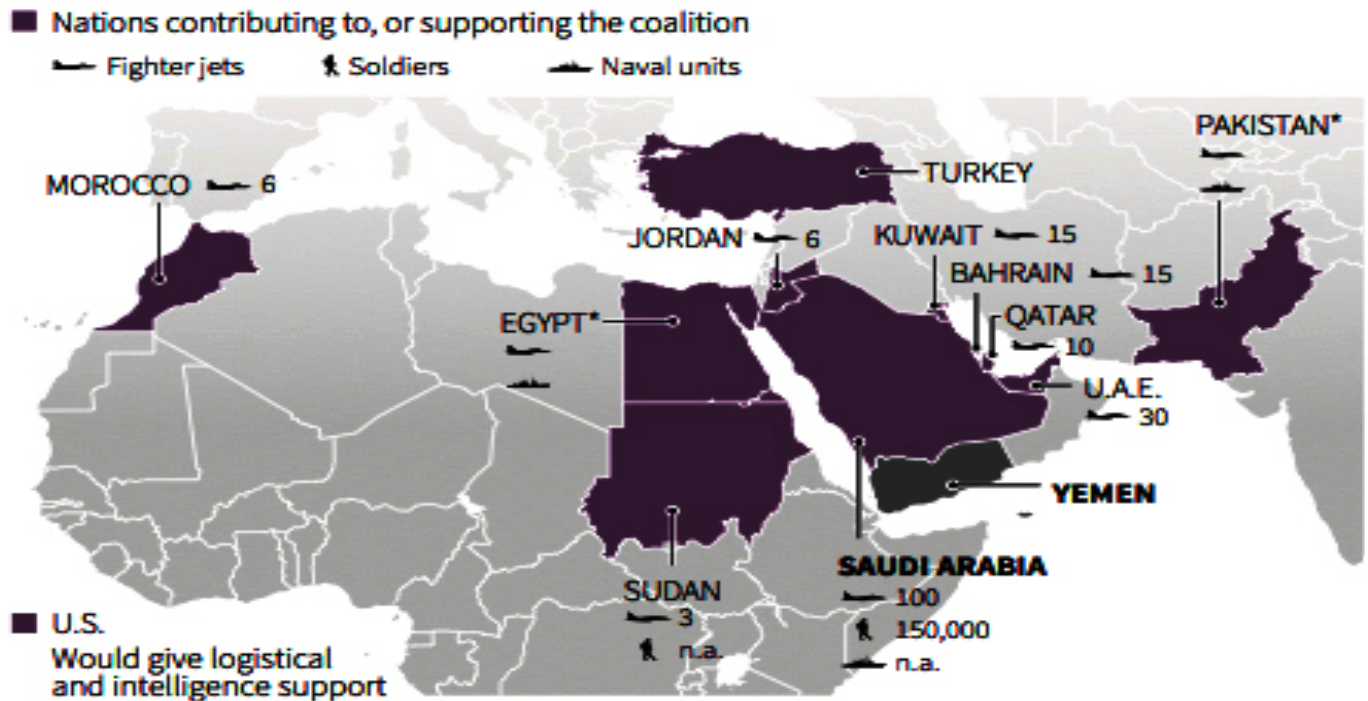 Nations contributing to, or supporting the coalition
Fighter jets
Soldiers
Naval units
PAKISTAN*
MOROCCO 6
TURKEY
JORDAN 6
KUWAIT 15
BAHRAIN 15
EGYPT*
QATAR
10
U.A.E.
30
YEMEN
SAUDI ARABIA
100
150,000
n.a.
SUDAN
3
n.a.
U.S.
Would give logistical
and intelligence support